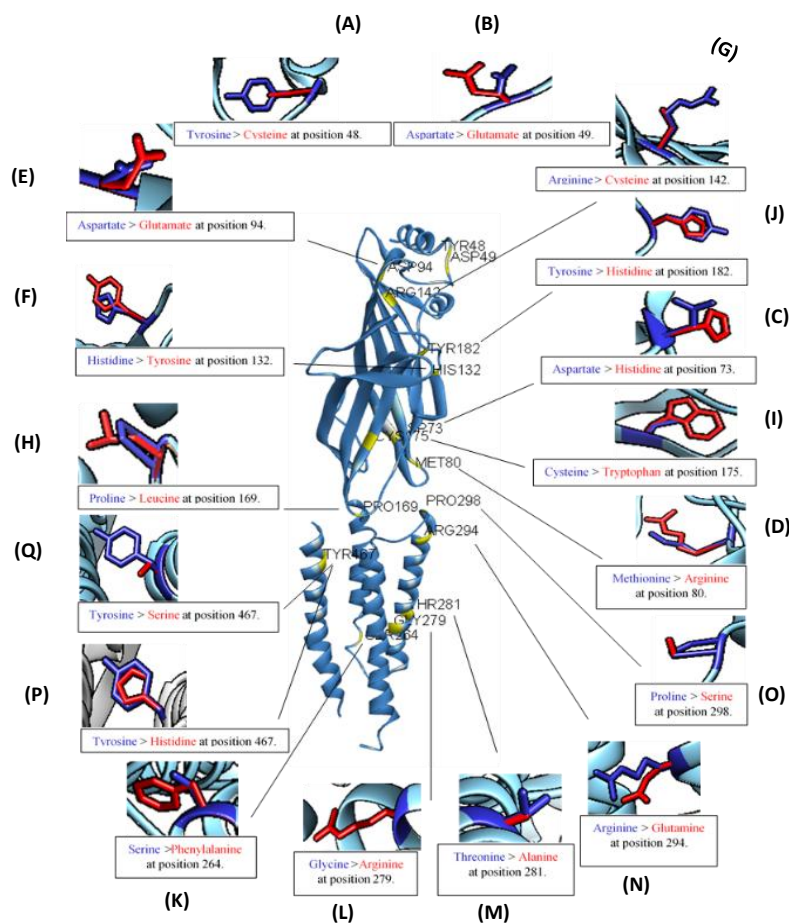 (A)
(B)
(G)
Tyrosine > Cysteine at position 48.
Aspartate > Glutamate at position 49.
Arginine > Cysteine at position 142.
(E)
Aspartate > Glutamate at position 94.
(J)
Tyrosine > Histidine at position 182.
TYR48
ASP49
ASP94
ARG142
(F)
Histidine > Tyrosine at position 132.
(C)
Aspartate > Histidine at position 73.
TYR182
HIS132
SP73
CYS175
MET80
(H)
Proline > Leucine at position 169.
(I)
Cysteine > Tryptophan at position 175.
PRO169
PRO298
ARG294
(Q)
Tyrosine > Serine at position 467.
(D)
Methionine > Arginine
at position 80.
TYR467
HR281
GLY279
(P)
Tyrosine > Histidine at position 467.
(O)
Proline > Serine
at position 298.
Serine >Phenylalanine
at position 264.
(K)
Glycine > Arginine
at position 279.
(L)
Threonine > Alanine
at position 281.
(M)
Arginine > Glutamine
at position 294.
(N)